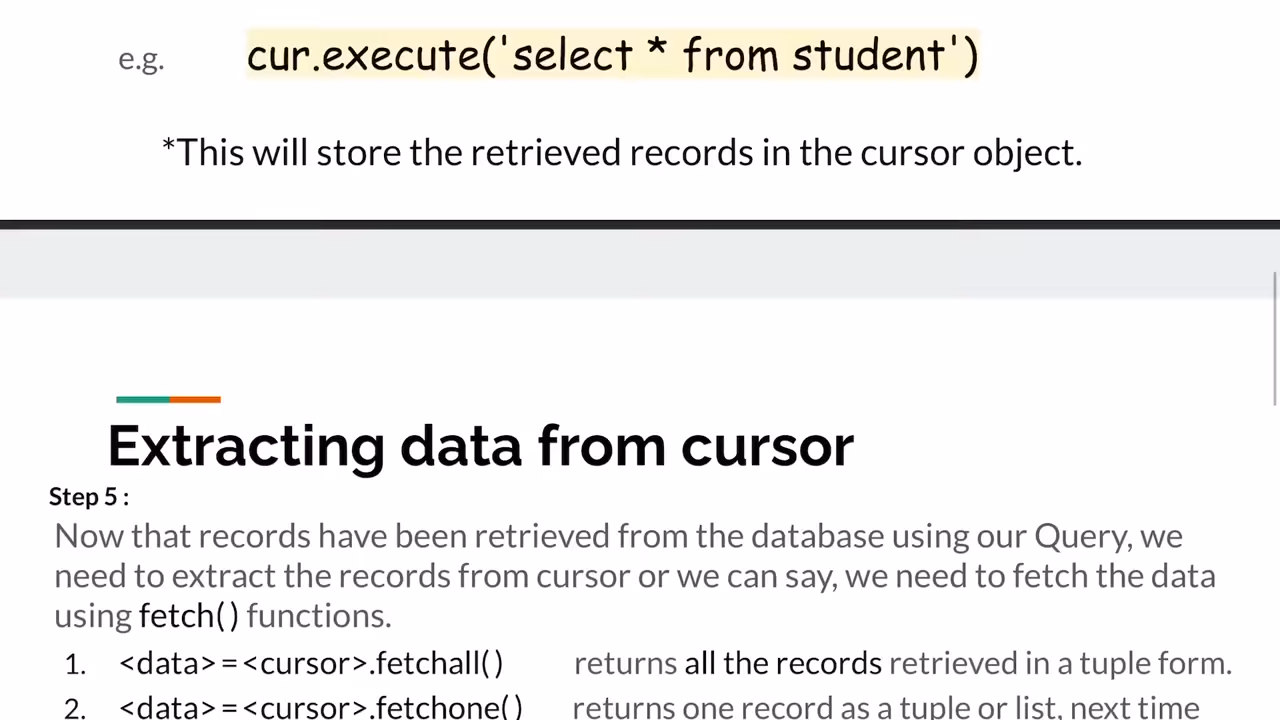 e.g. cur.execute('select * from student')
*This will store the retrieved records in the cursor object.
Extracting data from cursor
Step 5 :
Now that records have been retrieved from the database using our Query, we
need to extract the records from cursor or we can say, we need to fetch the data
using fetch() functions.
1. <data> = <cursor>.fetchall() returns all the records retrieved in a tuple form.
2. <data> = <cursor>.fetchone() returns one record as a tuple or list, next time